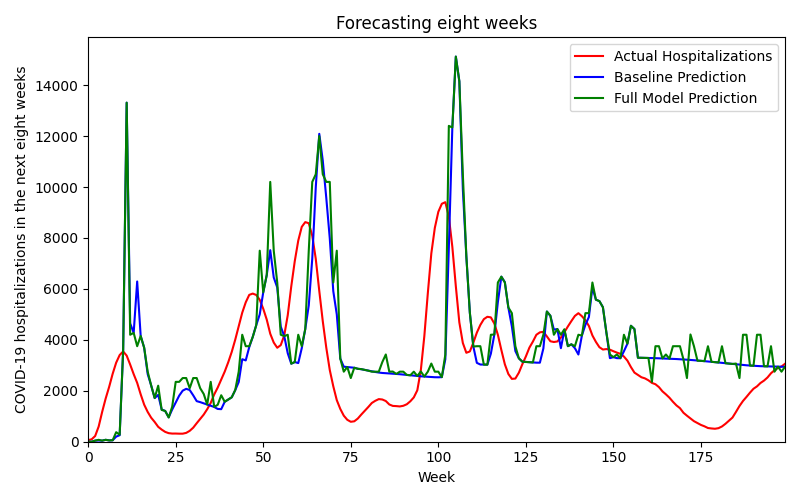 Forecasting eight weeks
Actual Hospitalizations
Baseline Prediction
Full Model Prediction
COVID-19 hospitalizations in the next eight weeks
14000
12000
10000
8000
6000
4000
2000
0
0 25 50 75 100 125 150 175
Week